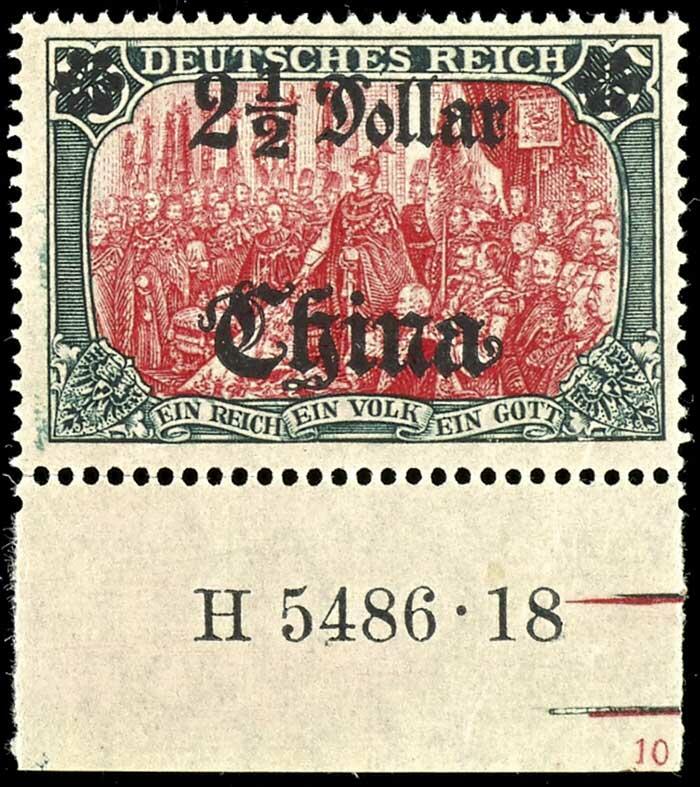 DEUTSCHES REICH
2 1/2 Dollar
China
EIN REICH EIN VOLK EIN GOTT
H 5486·18
10